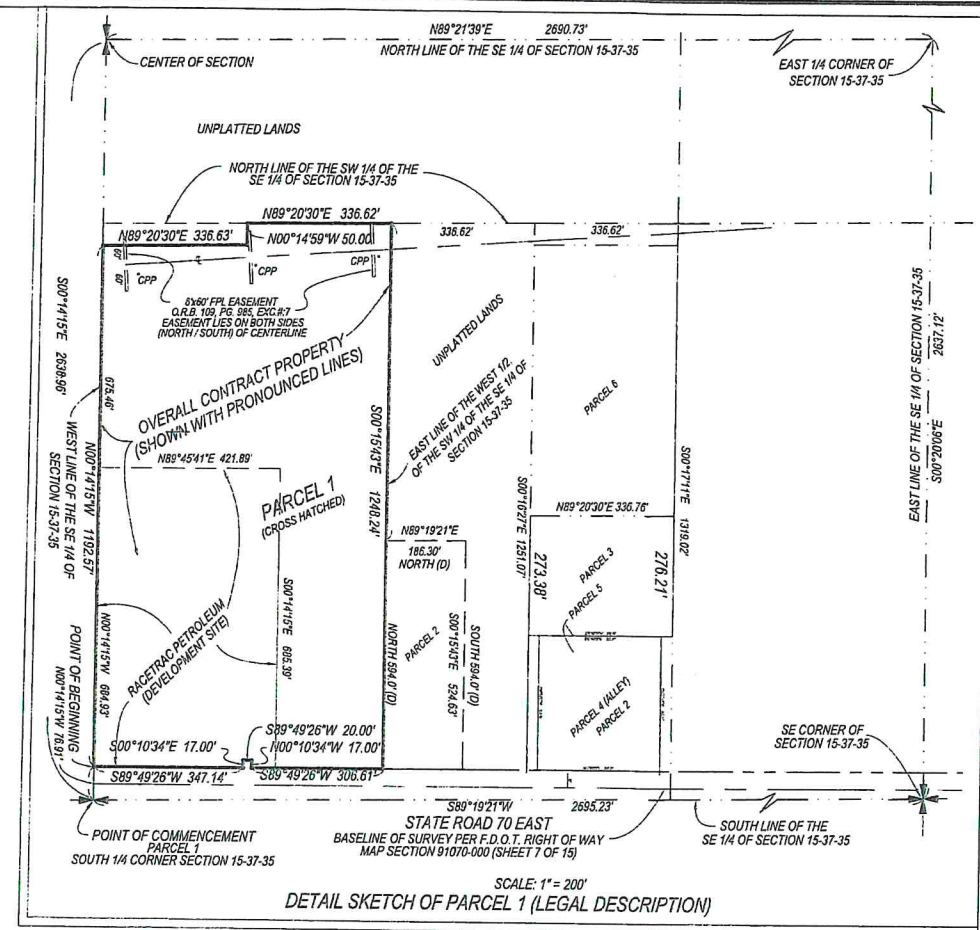 N89°21'39"E 2690.73'
NORTH LINE OF THE SE 1/4 OF SECTION 15-37-35
CENTER OF SECTION
EAST 1/4 CORNER OF
SECTION 15-37-35
UNPLATTED LANDS
NORTH LINE OF THE SW 1/4 OF THE
SE 1/4 OF SECTION 15-37-35
N89°20'30"E 336.62'
N89°20'30"E 336.63'
N00°14'59"W 50.00'
336.62'
336.62'
60'
60'
CPP
CPP
CPP
8'x60' FPL EASEMENT
O.R.B. 109, PG. 985, EXC.#:7
EASEMENT LIES ON BOTH SIDES
(NORTH / SOUTH) OF CENTERLINE
S00°14'15"E 2638.96'
675.46'
WEST LINE OF THE SE 1/4 OF
SECTION 15-37-35
N00°14'15"W 1192.57'
OVERALL CONTRACT PROPERTY
(SHOWN WITH PRONOUNCED LINES)
UNPLATTED LANDS
EAST LINE OF THE WEST 1/2
OF THE SW 1/4 OF THE SE 1/4 OF
SECTION 15-37-35
PARCEL 6
EAST LINE OF THE SE 1/4 OF SECTION 15-37-35
S00°20'06"E 2637.12'
N89°45'41"E 421.89'
PARCEL 1
(CROSS HATCHED)
S00°15'43"E 1248.24'
S00°16'27"E 1251.07'
S00°17'11"E 1319.02'
N89°20'30"E 336.76'
N89°19'21"E
186.30'
NORTH (D)
273.38'
276.21'
PARCEL 3
PARCEL 5
S00°14'15"E 605.39'
NORTH 594.0' (D)
PARCEL 2
S00°15'43"E 524.63'
SOUTH 594.0' (D)
N00°14'15"W 604.93'
RACETRAC PETROLEUM
(DEVELOPMENT SITE)
PARCEL 4 (ALLEY)
PARCEL 2
POINT OF BEGINNING
N00°14'15"W 76.91'
S89°49'26"W 20.00'
S00°10'34"E 17.00'
N00°10'34"W 17.00'
S89°49'26"W 347.14'
S89°49'26"W 306.61'
SE CORNER OF
SECTION 15-37-35
POINT OF COMMENCEMENT
PARCEL 1
SOUTH 1/4 CORNER SECTION 15-37-35
S89°19'21"W 2695.23'
STATE ROAD 70 EAST
BASELINE OF SURVEY PER F.D.O.T. RIGHT OF WAY
MAP SECTION 91070-000 (SHEET 7 OF 15)
SOUTH LINE OF THE
SE 1/4 OF SECTION 15-37-35
SCALE: 1" = 200'
DETAIL SKETCH OF PARCEL 1 (LEGAL DESCRIPTION)